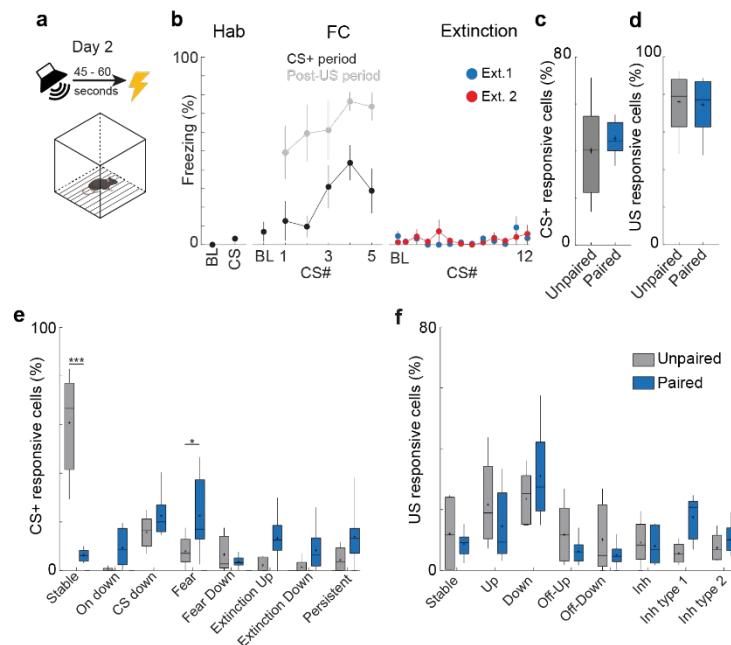 a
Day 2
45 - 60
seconds
b
Hab
FC
Extinction
CS+ period
Post-US period
Ext.1
Ext. 2
Freezing (%)
100
0
BL
CS
BL
1
3
5
CS#
BL
12
CS#
c
CS+ responsive cells (%)
80
0
Unpaired
Paired
d
US responsive cells (%)
100
0
Unpaired
Paired
e
CS+ responsive cells (%)
100
0
***
*
Stable
On down
CS down
Fear
Fear Down
Extinction Up
Extinction Down
Persistent
f
US responsive cells (%)
80
0
Unpaired
Paired
Stable
Up
Down
Off-Up
Off-Down
Inh
Inh type 1
Inh type 2